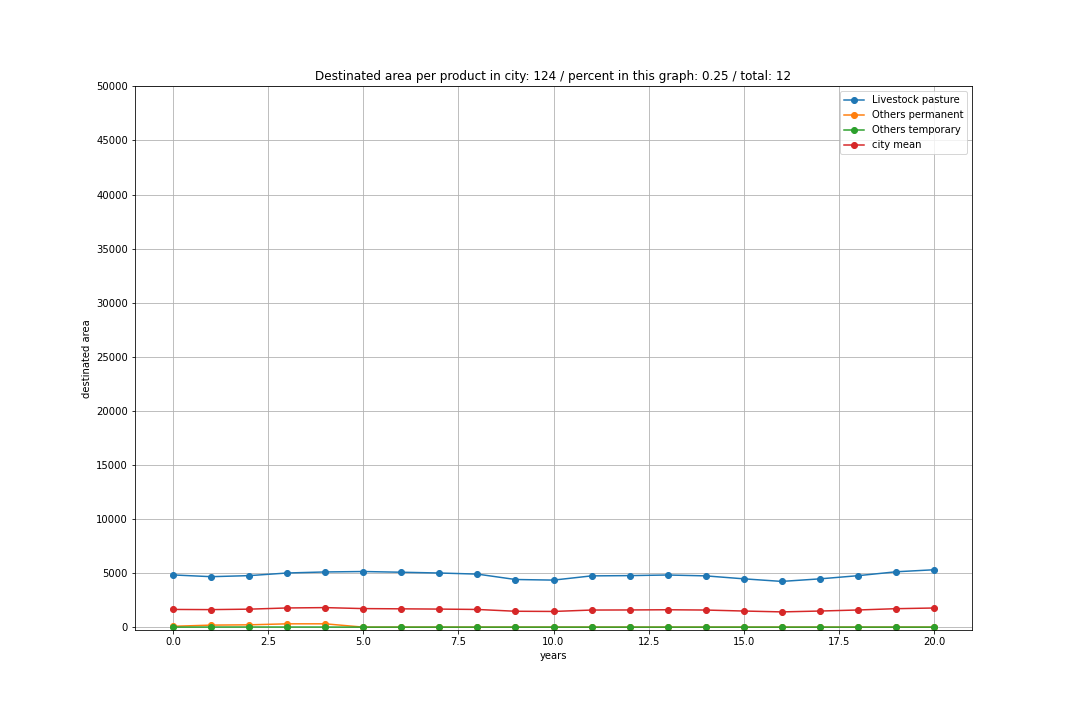 Destinated area per product in city: 124 / percent in this graph: 0.25 / total: 12
50000
45000
40000
35000
30000
25000
20000
15000
10000
5000
0
destinated area
Livestock pasture
Others permanent
Others temporary
city mean
0.0 2.5 5.0 7.5 10.0 12.5 15.0 17.5 20.0
years